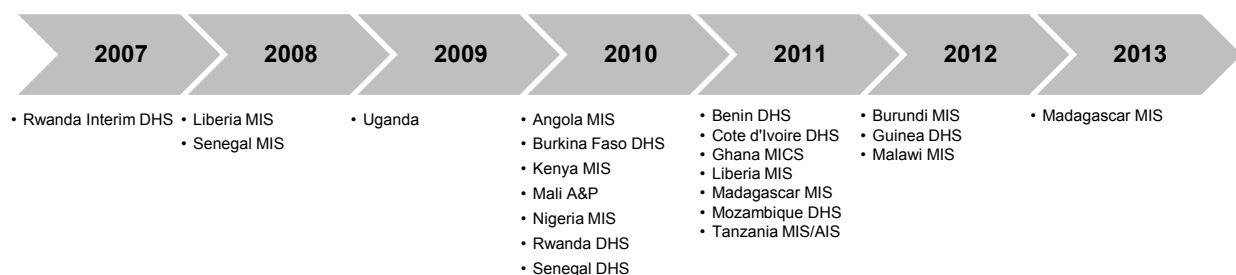 2007
2008
2009
2010
2011
2012
2013
• Rwanda Interim DHS
• Liberia MIS
• Senegal MIS
• Uganda
• Angola MIS
• Burkina Faso DHS
• Kenya MIS
• Mali A&P
• Nigeria MIS
• Rwanda DHS
• Senegal DHS
• Benin DHS
• Cote d'Ivoire DHS
• Ghana MICS
• Liberia MIS
• Madagascar MIS
• Mozambique DHS
• Tanzania MIS/AIS
• Burundi MIS
• Guinea DHS
• Malawi MIS
• Madagascar MIS